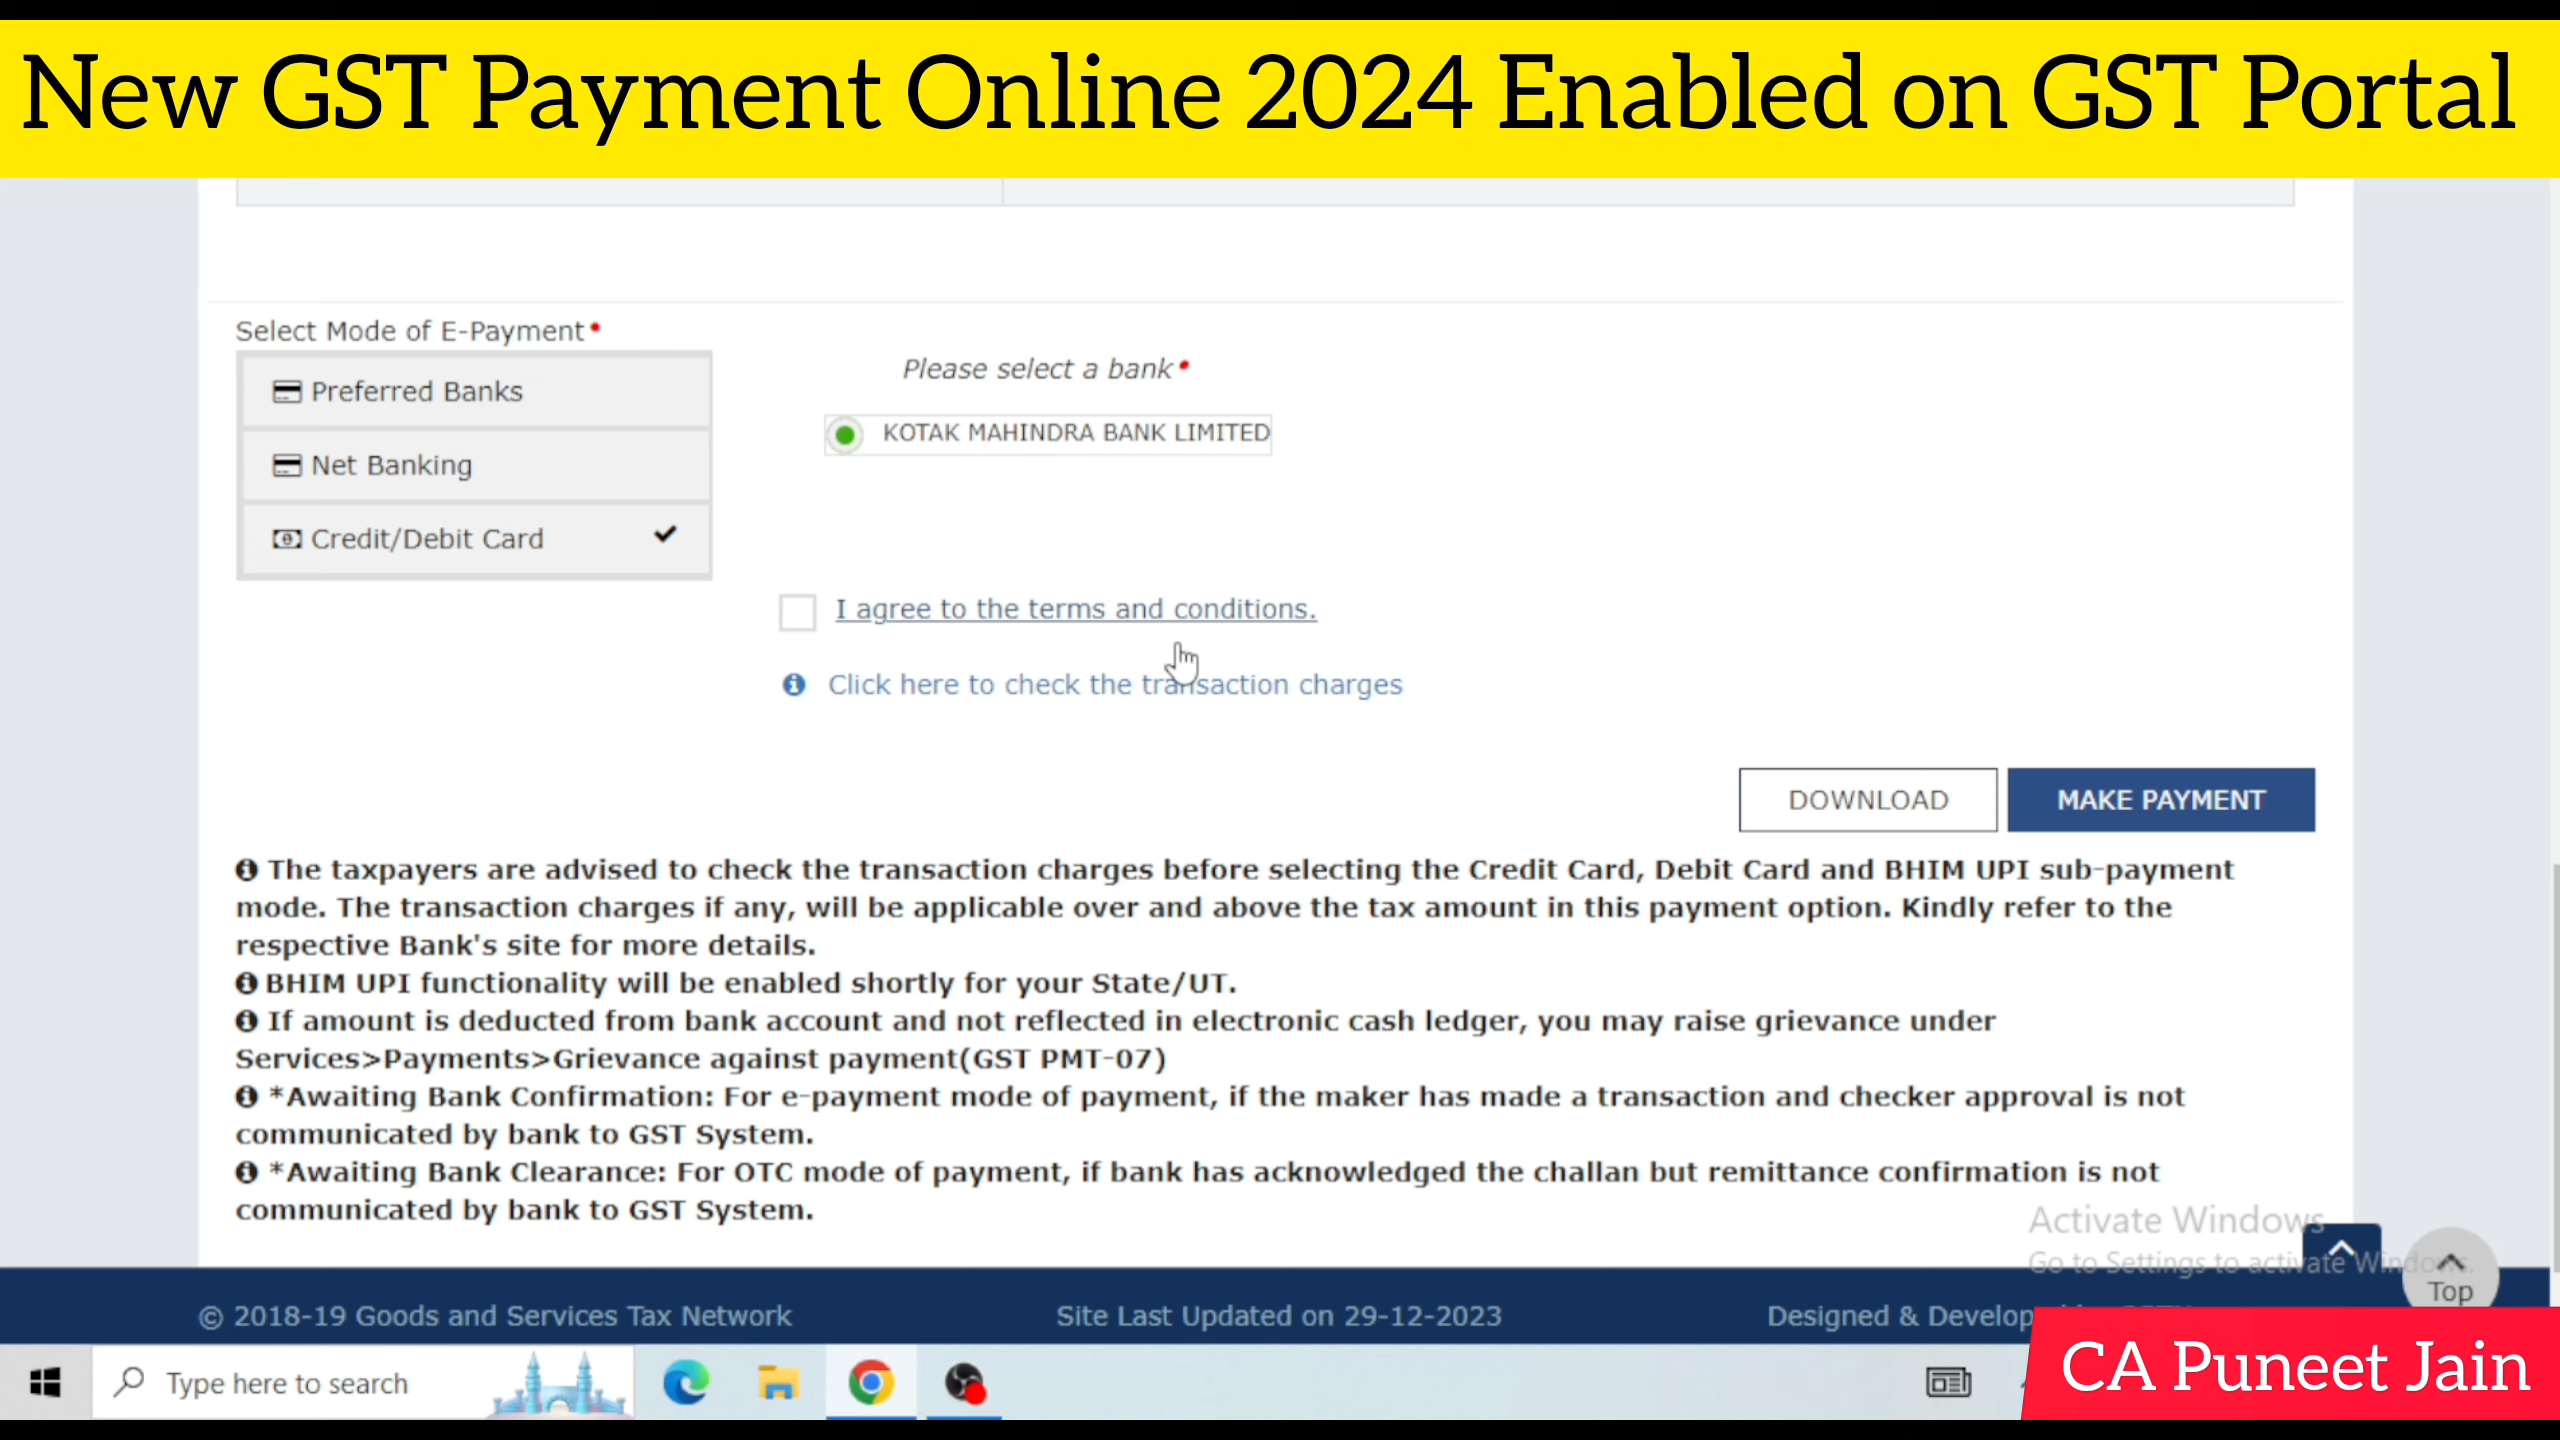 New GST Payment Online 2024 Enabled on GST Portal
Select Mode of E-Payment•
Preferred Banks
Net Banking
Credit/Debit Card
Please select a bank•
KOTAK MAHINDRA BANK LIMITED
I agree to the terms and conditions.
Click here to check the transaction charges
DOWNLOAD
MAKE PAYMENT
The taxpayers are advised to check the transaction charges before selecting the Credit Card, Debit Card and BHIM UPI sub-payment
mode. The transaction charges if any, will be applicable over and above the tax amount in this payment option. Kindly refer to the
respective Bank's site for more details.
BHIM UPI functionality will be enabled shortly for your State/UT.
If amount is deducted from bank account and not reflected in electronic cash ledger, you may raise grievance under
Services>Payments>Grievance against payment(GST PMT-07)
*Awaiting Bank Confirmation: For e-payment mode of payment, if the maker has made a transaction and checker approval is not
communicated by bank to GST System.
*Awaiting Bank Clearance: For OTC mode of payment, if bank has acknowledged the challan but remittance confirmation is not
communicated by bank to GST System.
Activate Windows
Go to Settings to activate Windows.
Top
© 2018-19 Goods and Services Tax Network
Site Last Updated on 29-12-2023
Designed &
Type here to search
CA Puneet Jain